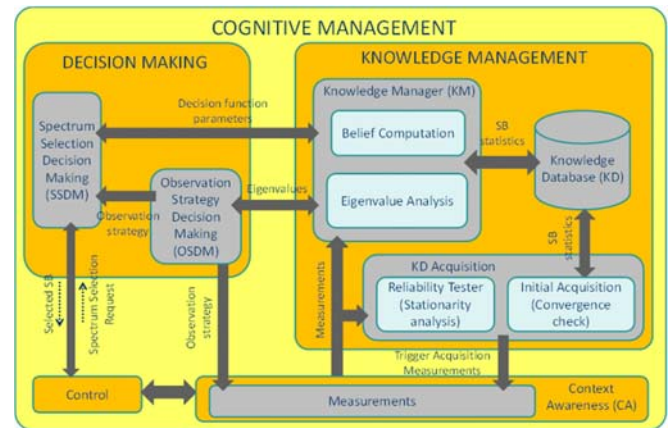 COGNITIVE MANAGEMENT
DECISION MAKING
KNOWLEDGE MANAGEMENT
Spectrum
Selection
Decision
Making
(SSDM)
Decision function
parameters
Knowledge Manager (KM)
Belief Computation
Eigenvalue Analysis
SB
statistics
Knowledge
Database (KD)
Observation
Strategy
Decision
Making
(OSDM)
Observation
strategy
Eigenvalues
SB
statistics
Selected SB
Spectrum Selection
Request
Observation
strategy
Measurements
KD Acquisition
Reliability Tester
(Stationarity
analysis)
Initial Acquisition
(Convergence
check)
Trigger Acquisition
Measurements
Control
Measurements
Context
Awareness (CA)